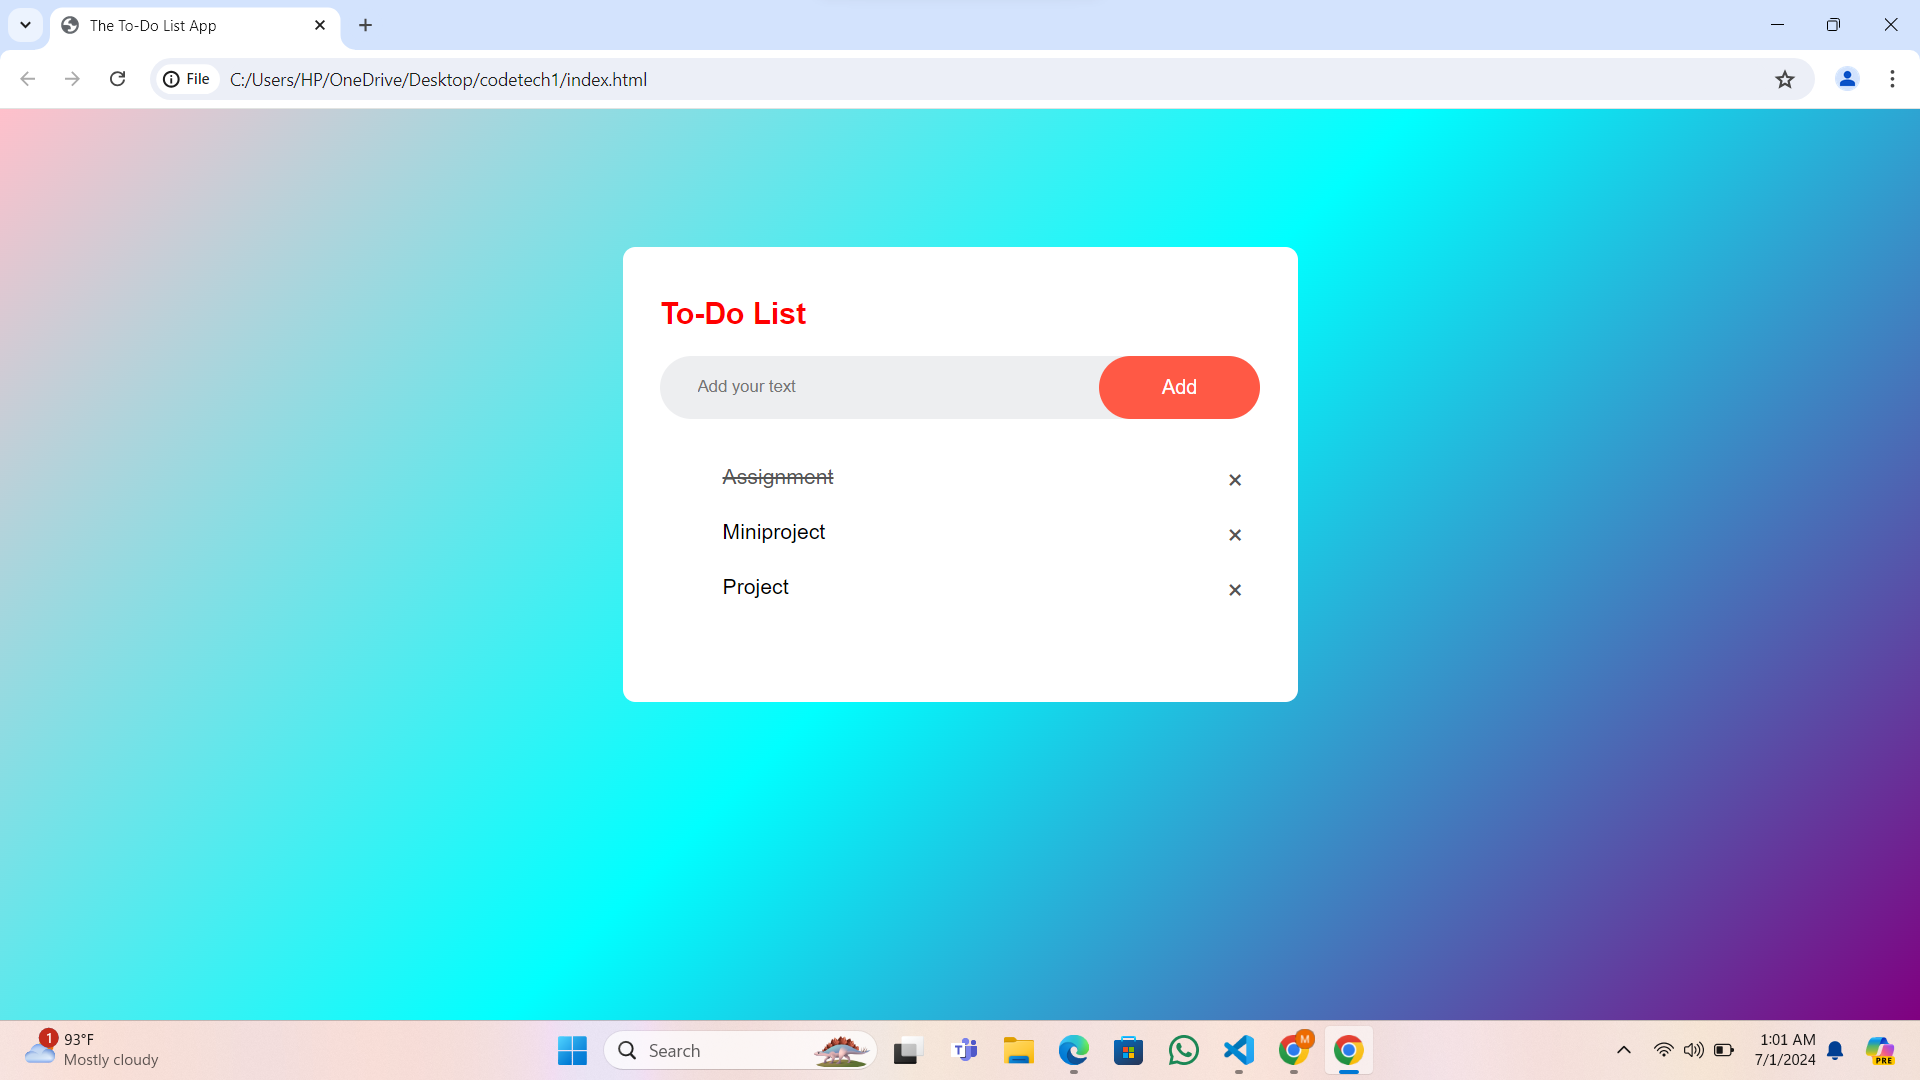 The To-Do List App
File
C:/Users/HP/OneDrive/Desktop/codetech1/index.html
To-Do List
Add your text
Add
Assignment
Miniproject
Project
1
93°F
Mostly cloudy
Search
T
M
1:01 AM
7/1/2024
PRE